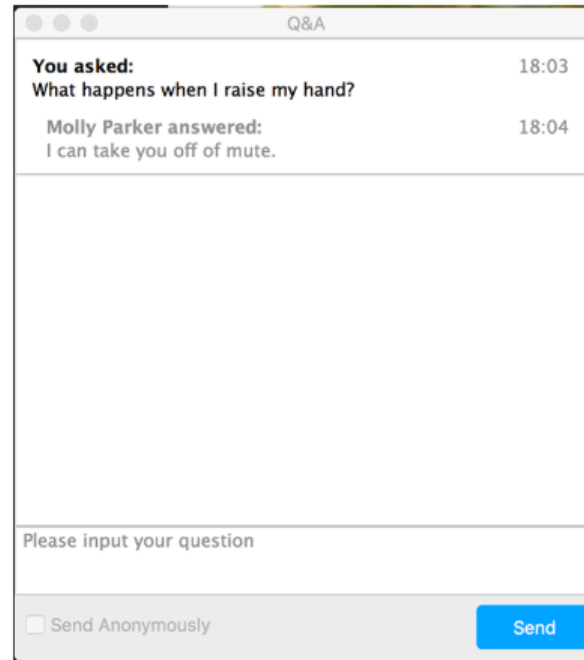 Q&A
You asked: 18:03
What happens when I raise my hand?
Molly Parker answered: 18:04
I can take you off of mute.
Please input your question
Send Anonymously
Send